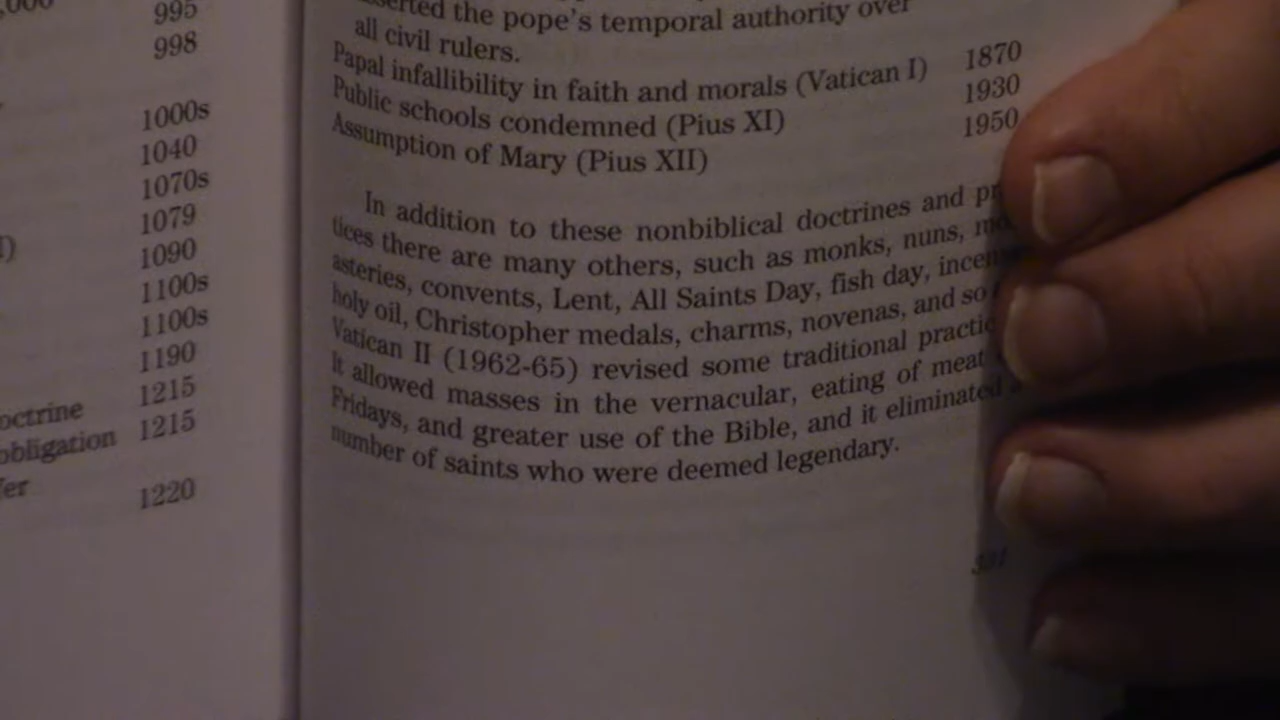 995
998
1000s
1040
1070s
1079
1090
1100s
1100s
1190
1215
obligation 1215
1220
the pope's temporal authority over
all civil rulers.
Papal infallibility in faith and morals (Vatican I) 1870
Public schools condemned (Pius XI) 1930
Assumption of Mary (Pius XII) 1950
In addition to these nonbiblical doctrines and pr
tices there are many others, such as monks, nuns, mo
asteries, convents, Lent, All Saints Day, fish day, incen
holy oil, Christopher medals, charms, novenas, and so
Vatican II (1962-65) revised some traditional practic
It allowed masses in the vernacular, eating of meat
Fridays, and greater use of the Bible, and it eliminated
number of saints who were deemed legendary.